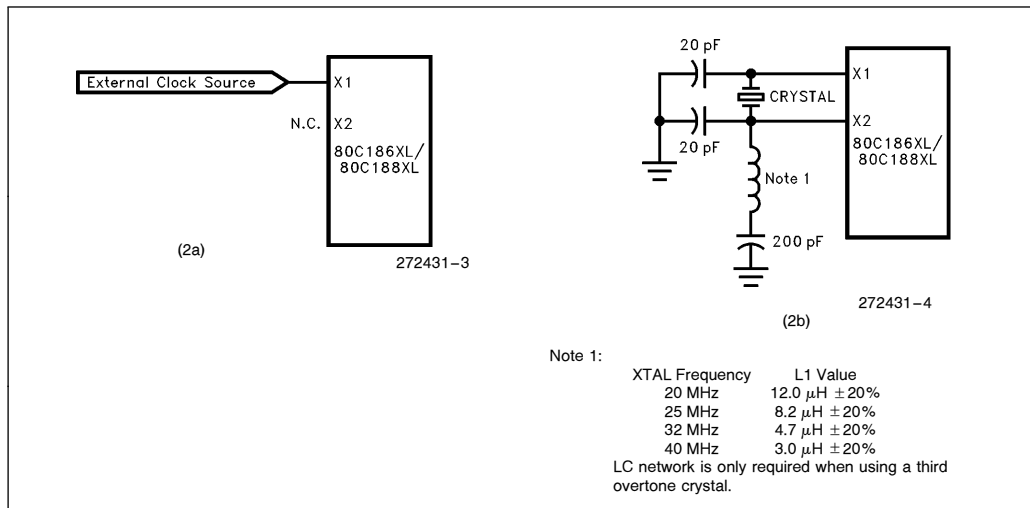 External Clock Source
X1
N.C.
X2
80C186XL/
80C188XL
(2a)
272431–3
20 pF
X1
CRYSTAL
X2
20 pF
80C186XL/
80C188XL
Note 1
200 pF
272431–4
(2b)
Note 1:
XTAL Frequency L1 Value
20 MHz 12.0 μH ±20%
25 MHz 8.2 μH ±20%
32 MHz 4.7 μH ±20%
40 MHz 3.0 μH ±20%
LC network is only required when using a third
overtone crystal.